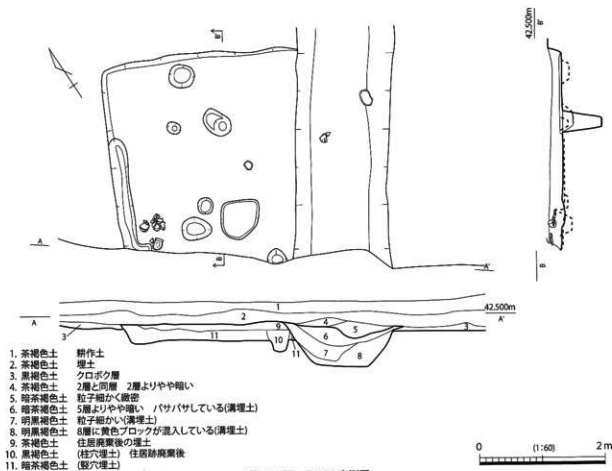 42.500m
B'
B'
A
A'
B
B
1
42.500m
A
2
4
A'
3
9
5
3
11
6
10
11
7
8
1. 茶褐色土 耕作土
2. 茶褐色土 埋土
3. 黒褐色土 クロボク層
4. 茶褐色土 2層と同層 2層よりやや暗い
5. 暗茶褐色土 粒子細かく緻密
6. 暗茶褐色土 5層よりやや暗い パサパサしている(溝埋土)
7. 明黒褐色土 粒子細かい(溝埋土)
8. 明黒褐色土 8層に黄色ブロックが混入している(溝埋土)
9. 茶褐色土 住居廃棄後の埋土
10. 黒褐色土 (柱穴埋土) 住居跡廃棄後
11. 暗茶褐色土 (竪穴埋土)
0 (1:60) 2m